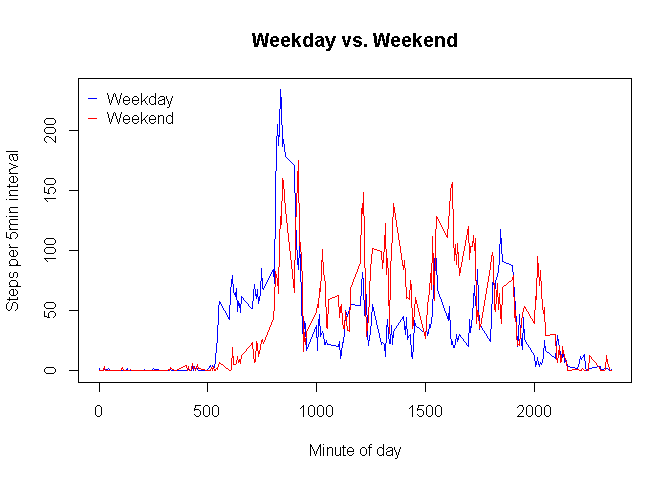 Weekday vs. Weekend
Weekday
Weekend
Steps per 5min interval
200
150
100
50
0
0
500
1000
1500
2000
Minute of day